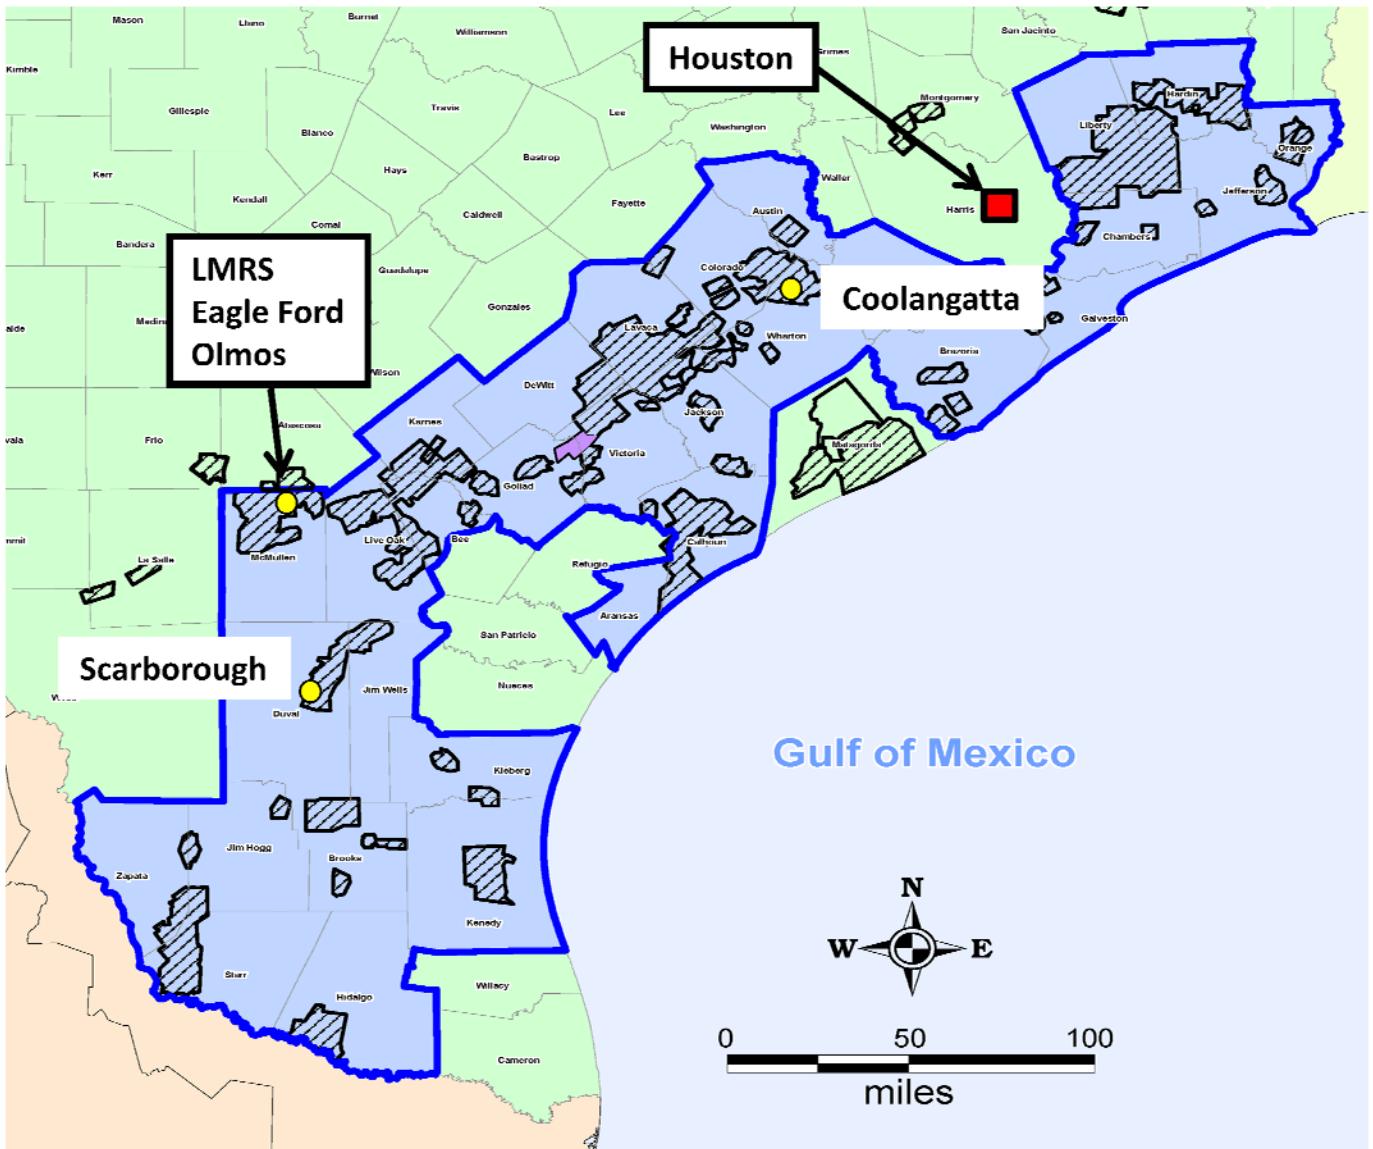 Mason
Llano
Burnet
Williamson
San Jacinto
Grimes
Houston
Kimble
Gillespie
Travis
Lee
Montgomery
Hardin
Liberty
Orange
Blanco
Washington
Bastrop
Hays
Kerr
Waller
Jefferson
Kendall
Fayette
Austin
Harris
Caldwell
Comal
Bandera
Chambers
LMRS
Eagle Ford
Olmos
Guadalupe
Colorado
Coolangatta
Gonzales
Galveston
Medin
Lavaca
Wharton
Brazoria
Wilson
DeWitt
Jackson
Karnes
Atascosa
Frio
Matagorda
Victoria
Goliad
Live Oak
Bee
Calhoun
McMullen
La Salle
Refugio
Aransas
San Patricio
Scarborough
Nueces
Jim Wells
Duval
Gulf of Mexico
Kleberg
Jim Hogg
Brooks
Zapata
Kenedy
N
W
E
S
Starr
Willacy
Hidalgo
Cameron
0 50 100
miles